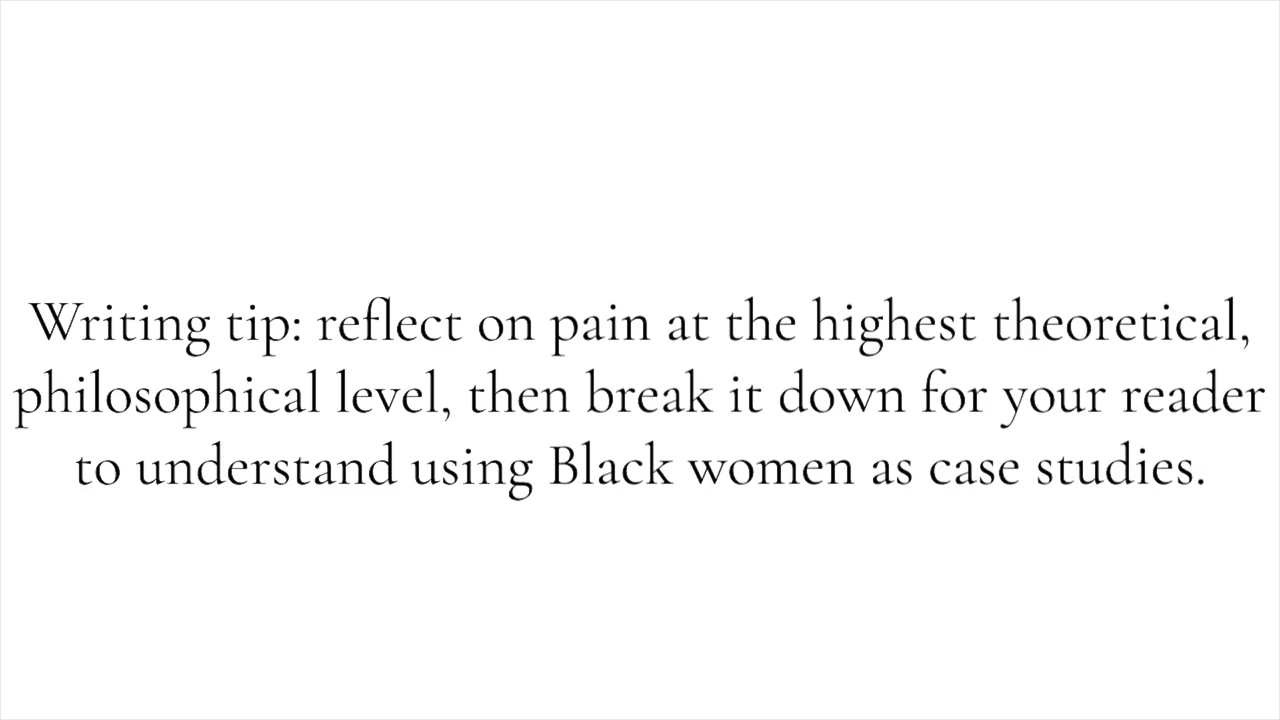 Writing tip: reflect on pain at the highest theoretical,
philosophical level, then break it down for your reader
to understand using Black women as case studies.